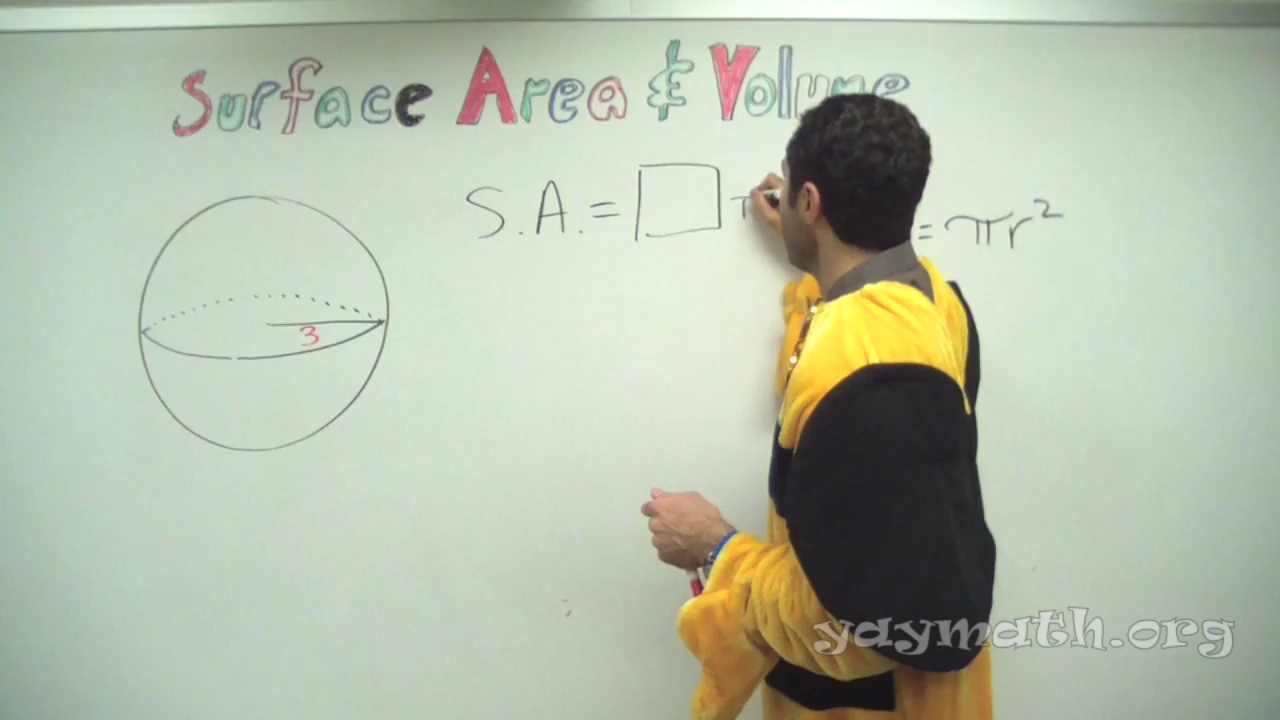 Surface Area & Volume
S.A. = □ π
= πr²
3
yaymath.org